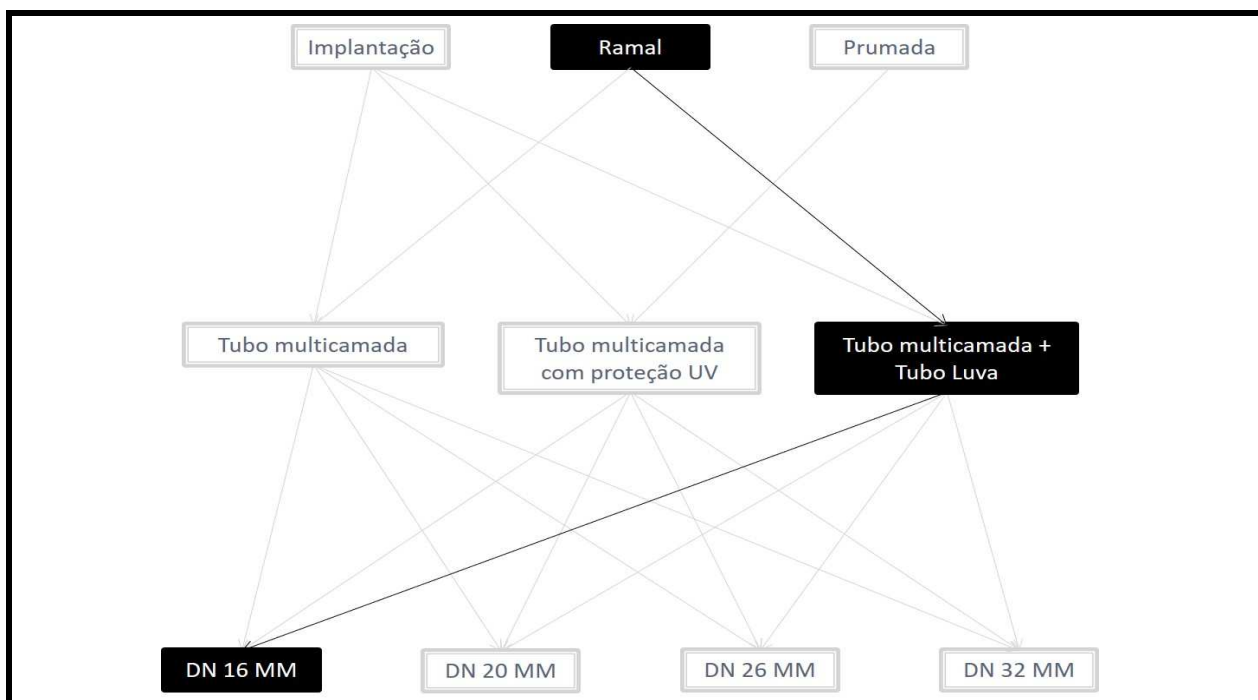 Implantação
Ramal
Prumada
Tubo multicamada
Tubo multicamada
com proteção UV
Tubo multicamada +
Tubo Luva
DN 16 MM
DN 20 MM
DN 26 MM
DN 32 MM